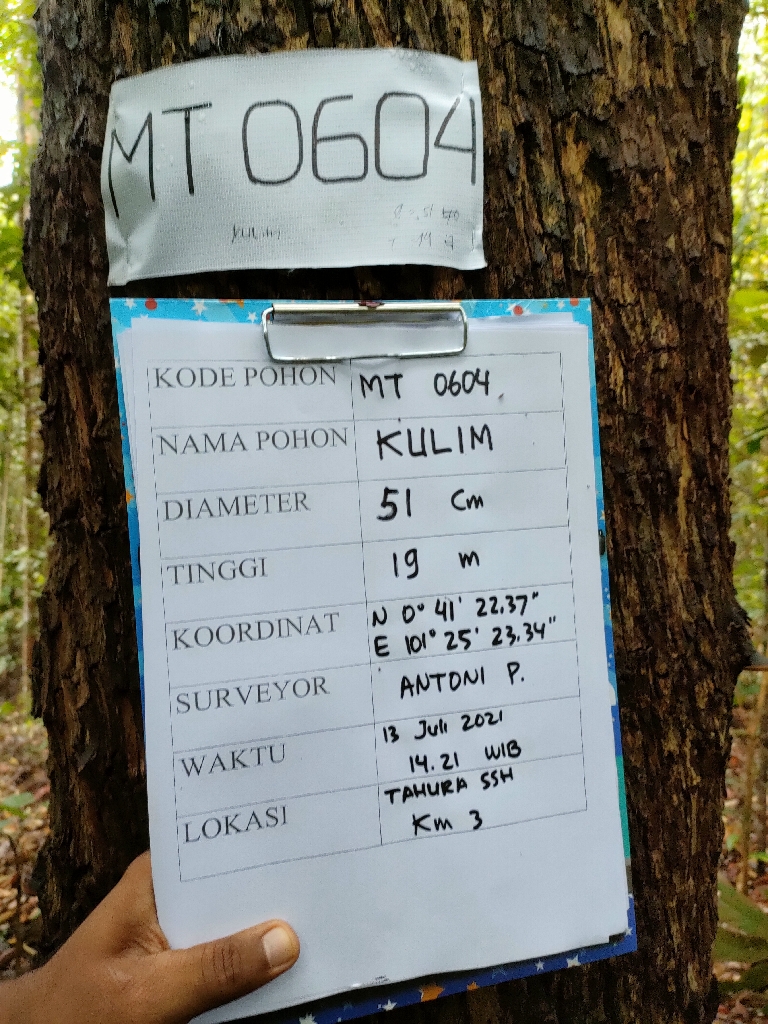 MT 0604
Kulim
KODE POHON MT 0604
NAMA POHON KULIM
DIAMETER 51 Cm
TINGGI 19 m
KOORDINAT N 0° 41' 22.37"
E 101° 25' 23.34"
SURVEYOR ANTONI P.
WAKTU 13 Juli 2021
14.21 WIB
LOKASI TAHURA SSH
Km 3